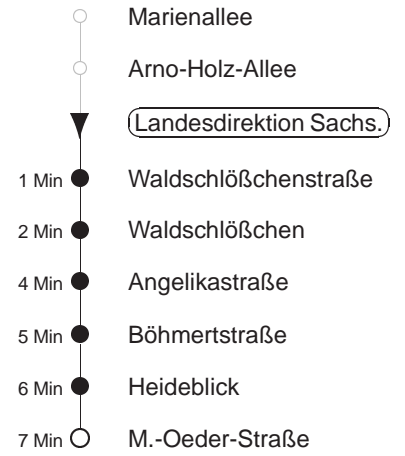 Marienallee
Arno-Holz-Allee
Landesdirektion Sachs.
1 Min Waldschlößchenstraße
2 Min Waldschlößchen
4 Min Angelikastraße
5 Min Böhmertstraße
6 Min Heideblick
7 Min M.-Oeder-Straße